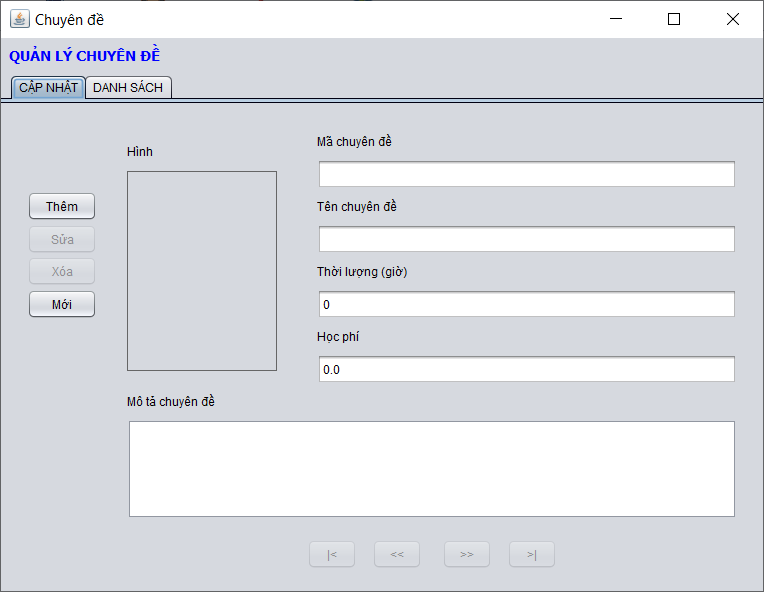 Chuyên đề
QUẢN LÝ CHUYÊN ĐỀ
CẬP NHẬT DANH SÁCH
Hình
Mã chuyên đề
Thêm
Sửa
Xóa
Mới
Tên chuyên đề
Thời lượng (giờ)
0
Học phí
0.0
Mô tả chuyên đề
|< << >> >|